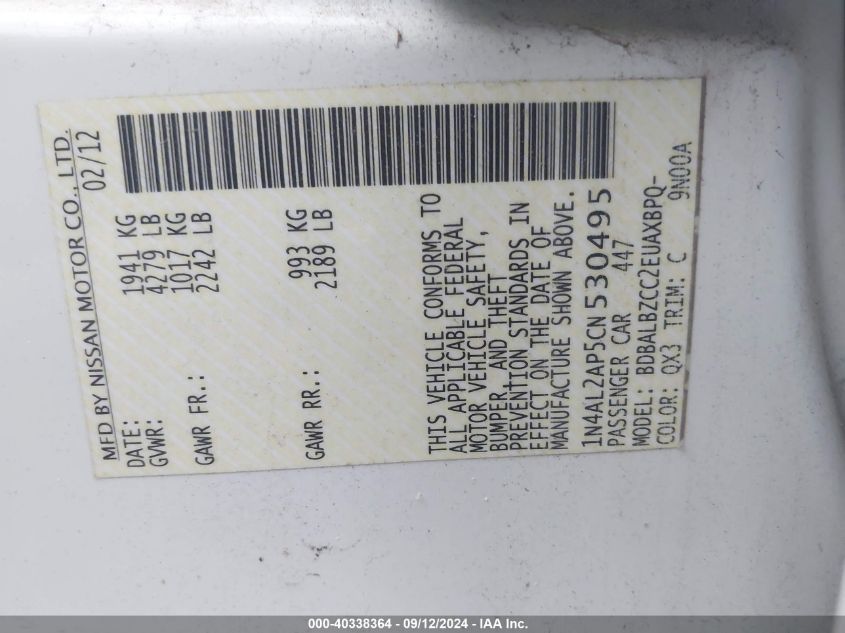 MFD BY NISSAN MOTOR CO., LTD.
DATE: 02/12
GVWR: 1941 KG
4279 LB
GAWR FR.: 1017 KG
2242 LB
GAWR RR.: 993 KG
2189 LB
THIS VEHICLE CONFORMS TO
ALL APPLICABLE FEDERAL
MOTOR VEHICLE SAFETY,
BUMPER, AND THEFT
PREVENTION STANDARDS IN
EFFECT ON THE DATE OF
MANUFACTURE SHOWN ABOVE.
1N4AL2AP5CN530495
PASSENGER CAR 447
MODEL: BDBALBZCC2EUAXBPQ-
COLOR: QX3 TRIM: C 9N00A
000-40338364 - 09/12/2024 - IAA Inc.